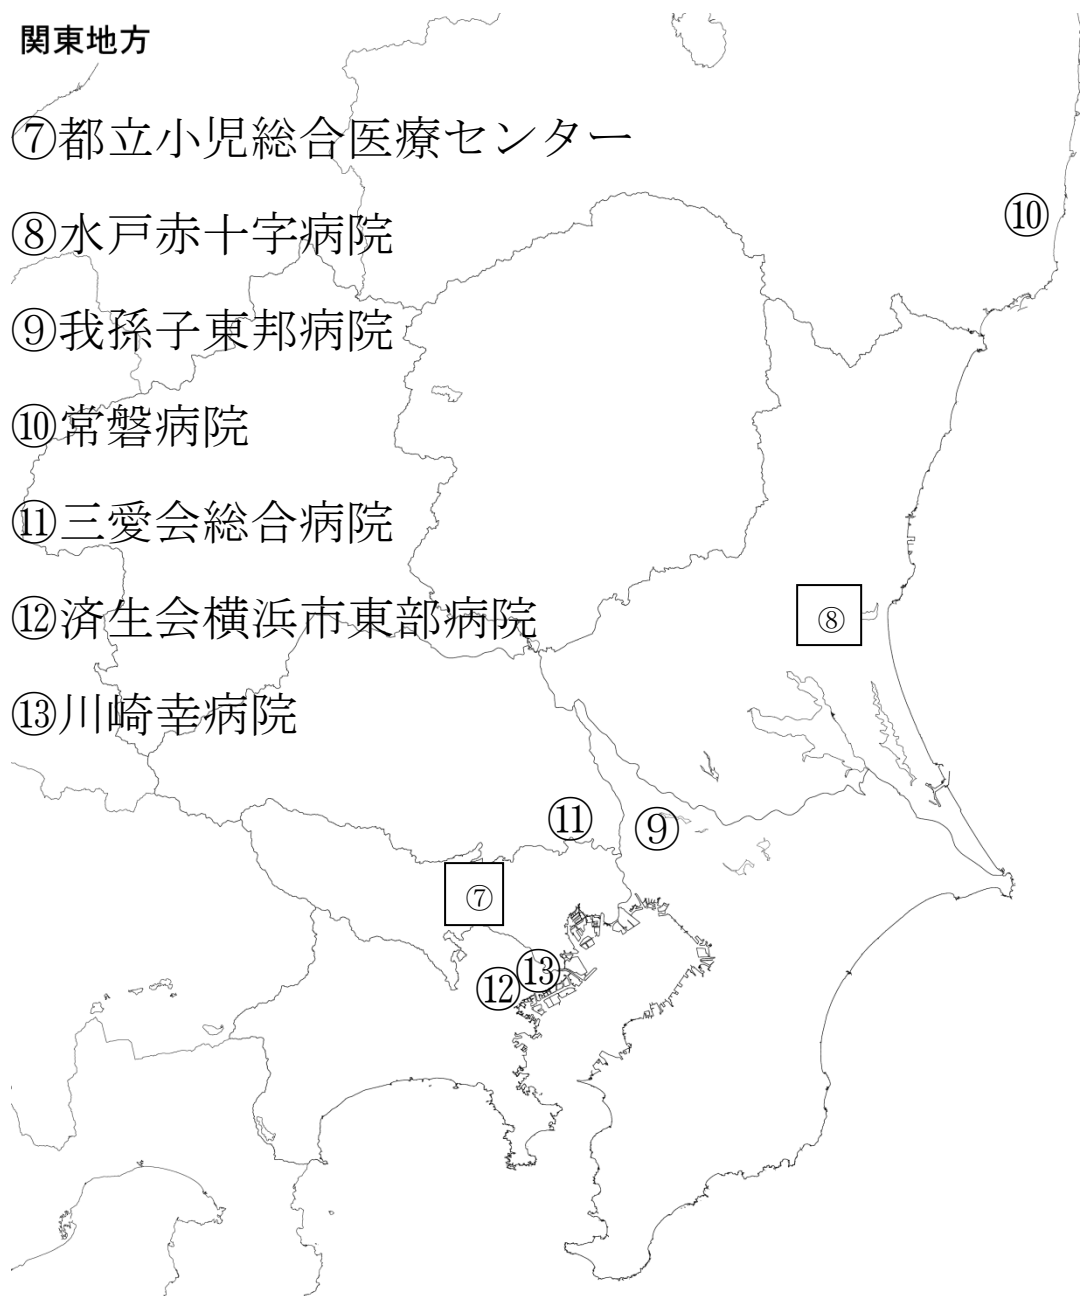 関東地方
⑦都立小児総合医療センター
⑧水戸赤十字病院
⑨我孫子東邦病院
⑩常磐病院
⑪三愛会総合病院
⑫済生会横浜市東部病院
⑬川崎幸病院
⑩
⑧
⑪
⑨
⑦
⑬
⑫